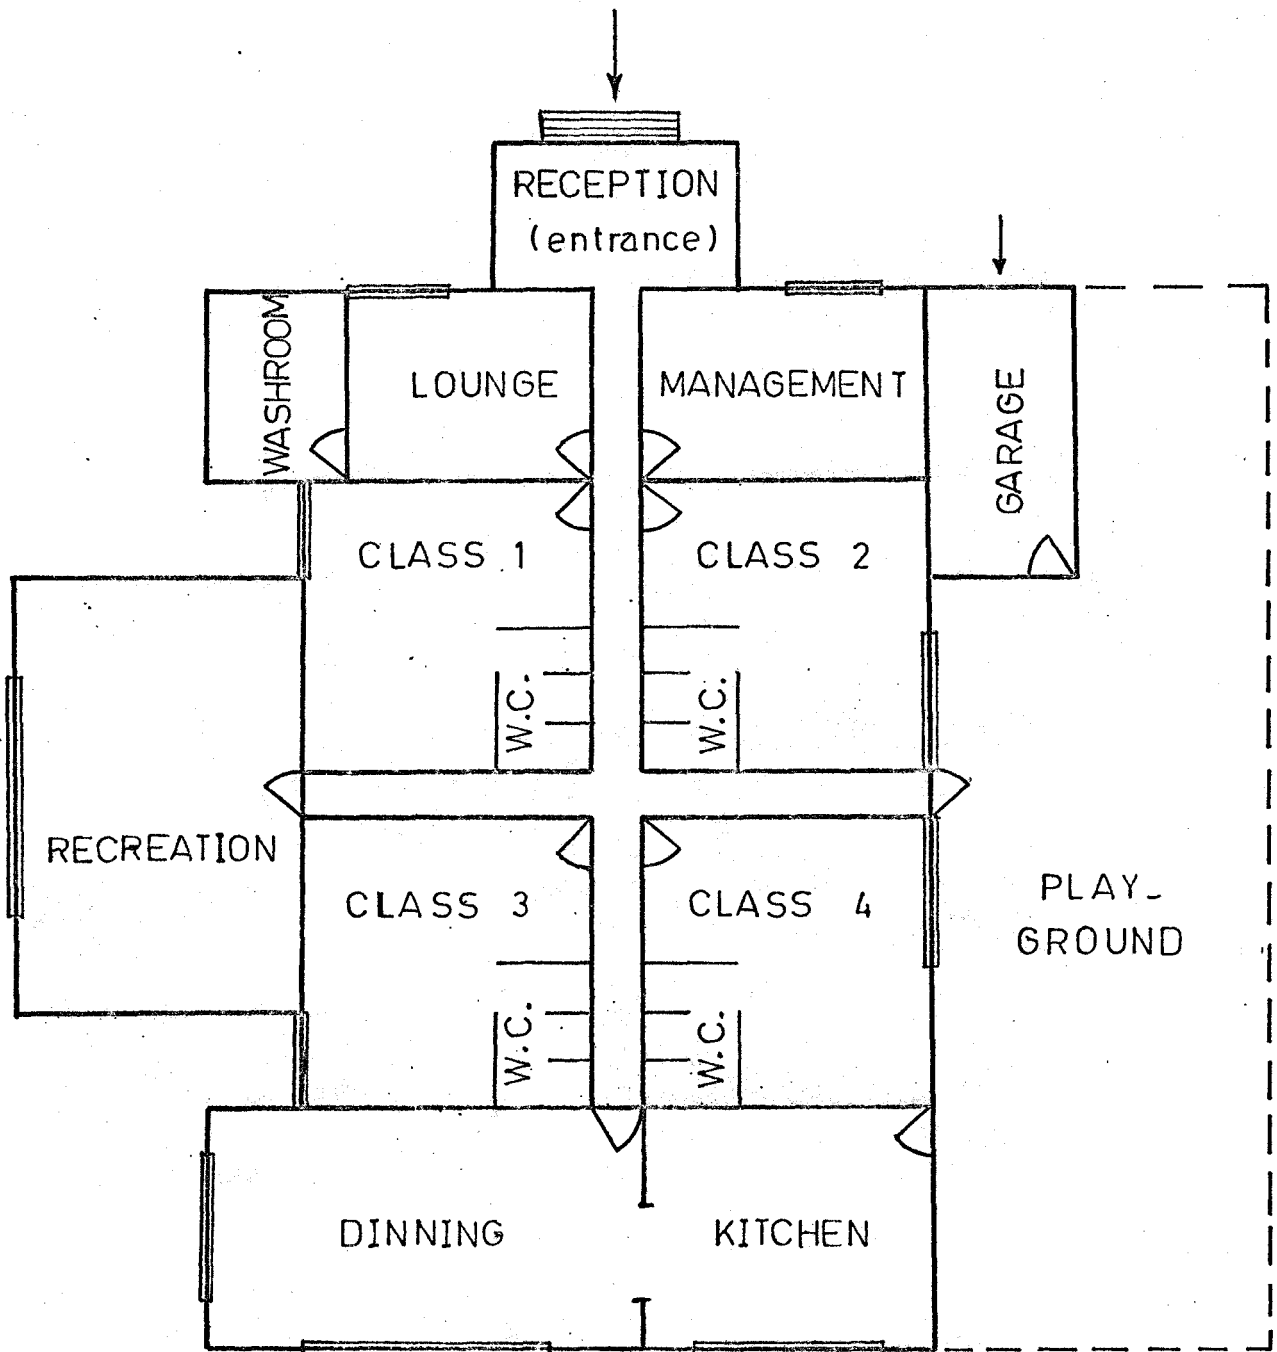 RECEPTION
(entrance)
WASHROOM
LOUNGE
MANAGEMENT
GARAGE
CLASS 1
CLASS 2
W.C.
W.C.
RECREATION
CLASS 3
CLASS 4
PLAY-
GROUND
W.C.
W.C.
DINNING
KITCHEN